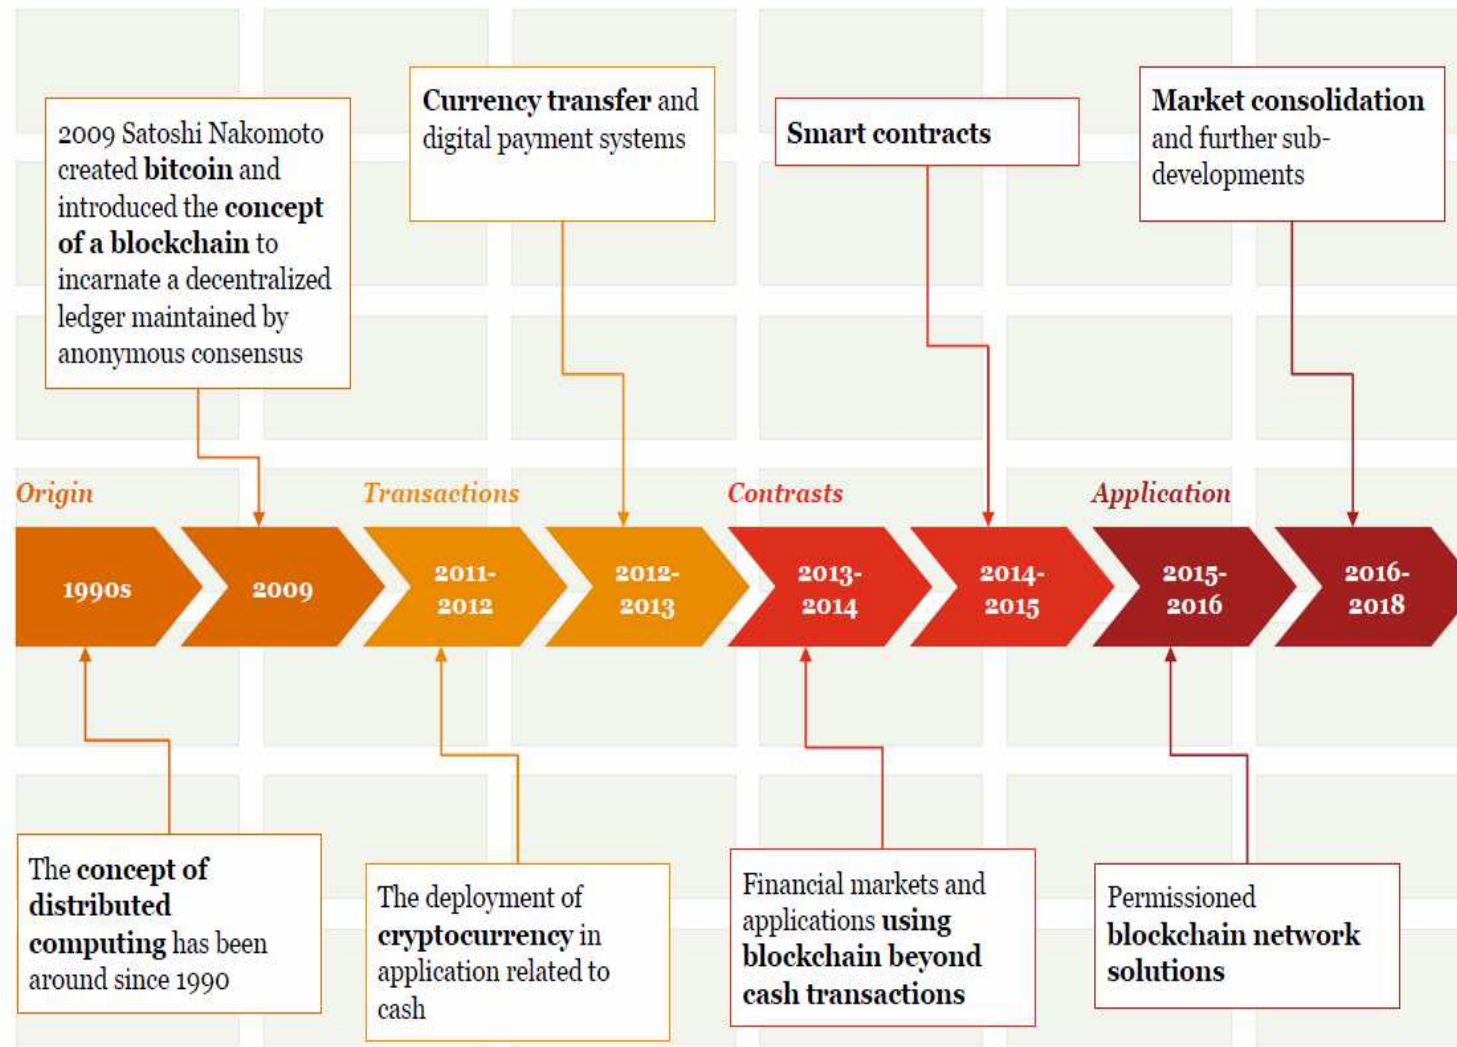 2009 Satoshi Nakomoto
created bitcoin and
introduced the concept
of a blockchain to
incarnate a decentralized
ledger maintained by
anonymous consensus
Currency transfer and
digital payment systems
Smart contracts
Market consolidation
and further sub-
developments
Origin
Transactions
Contrasts
Application
1990s
2009
2011-
2012
2012-
2013
2013-
2014
2014-
2015
2015-
2016
2016-
2018
The concept of
distributed
computing has been
around since 1990
The deployment of
cryptocurrency in
application related to
cash
Financial markets and
applications using
blockchain beyond
cash transactions
Permissioned
blockchain network
solutions